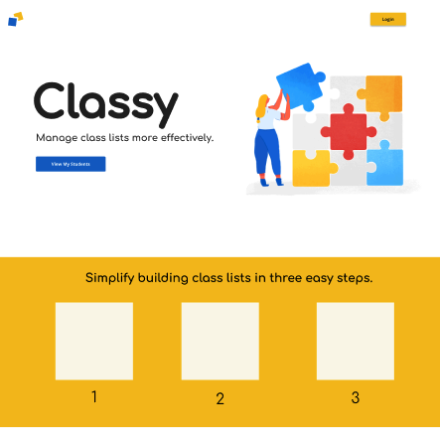 Login
Classy
Manage class lists more effectively.
View My Students
Simplify building class lists in three easy steps.
1
2
3